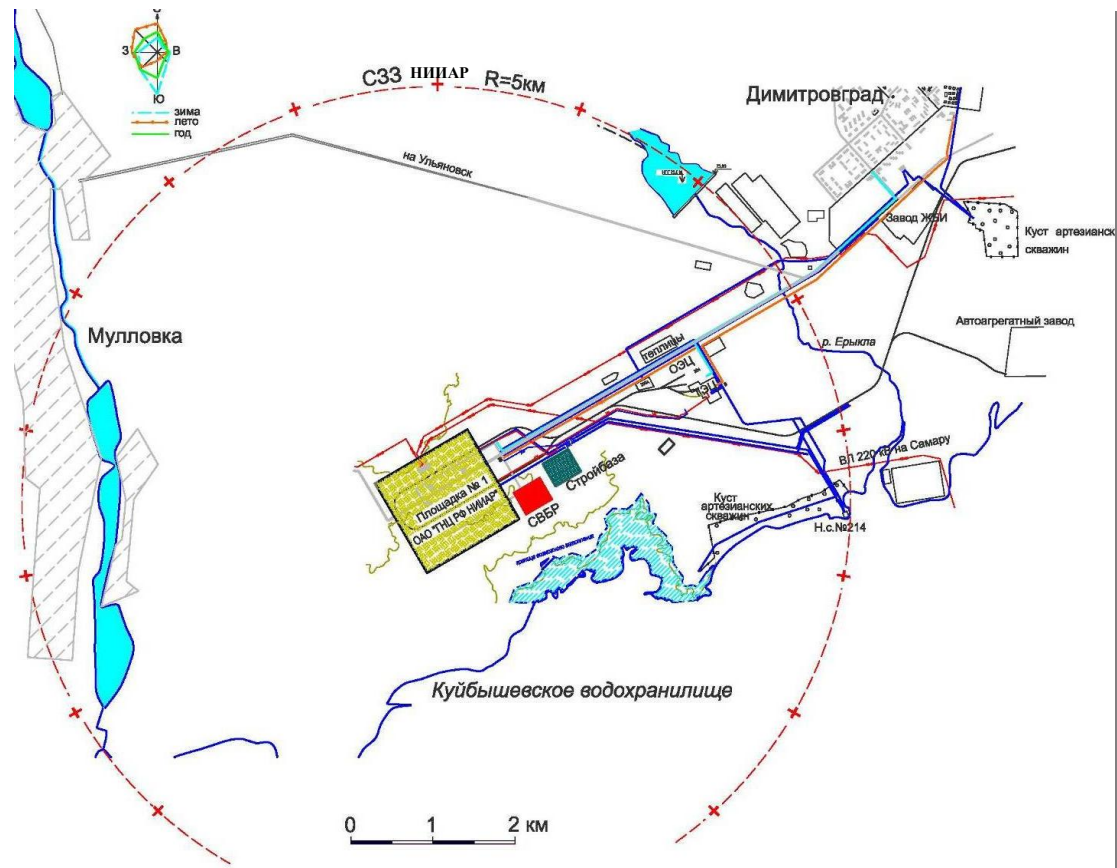 С
З
В
Ю
зима
лето
год
СЗЗ НИИАР R=5км
Димитровград
на Ульяновск
Завод ЖБИ
Куст артезианск
скважин
Автоагрегатный завод
Мулловка
р. Ерыкла
теплицы
ОЭЦ
ТЭЦ
ВЛ 220 кВ на Самару
Стройбаза
Площадка № 1
ОАО "ГНЦ РФ НИИАР"
СВБР
Куст
артезианских
скважин
Н.с.№214
Куйбышевское водохранилище
0 1 2 км